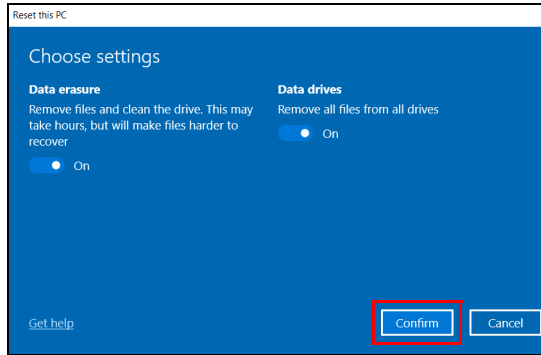 Reset this PC
Choose settings
Data erasure
Remove files and clean the drive. This may
take hours, but will make files harder to
recover
On
Data drives
Remove all files from all drives
On
Get help
Confirm
Cancel